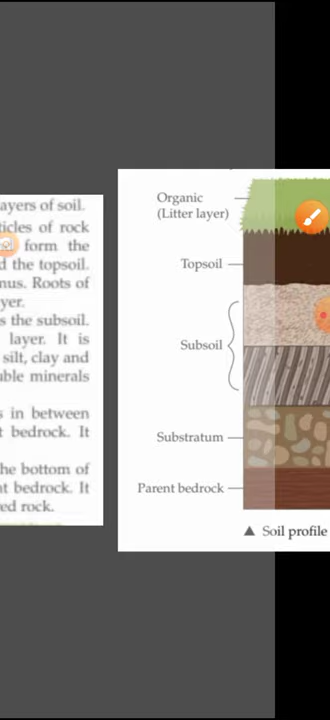 ayers of soil.
ticles of rock
form the
d the topsoil.
nus. Roots of
yer.
s the subsoil.
layer. It is
silt, clay and
ble minerals
s in between
t bedrock. It
he bottom of
nt bedrock. It
ed rock.
Organic
(Litter layer)
Topsoil
Subsoil
Substratum
Parent bedrock
▲ Soil profile